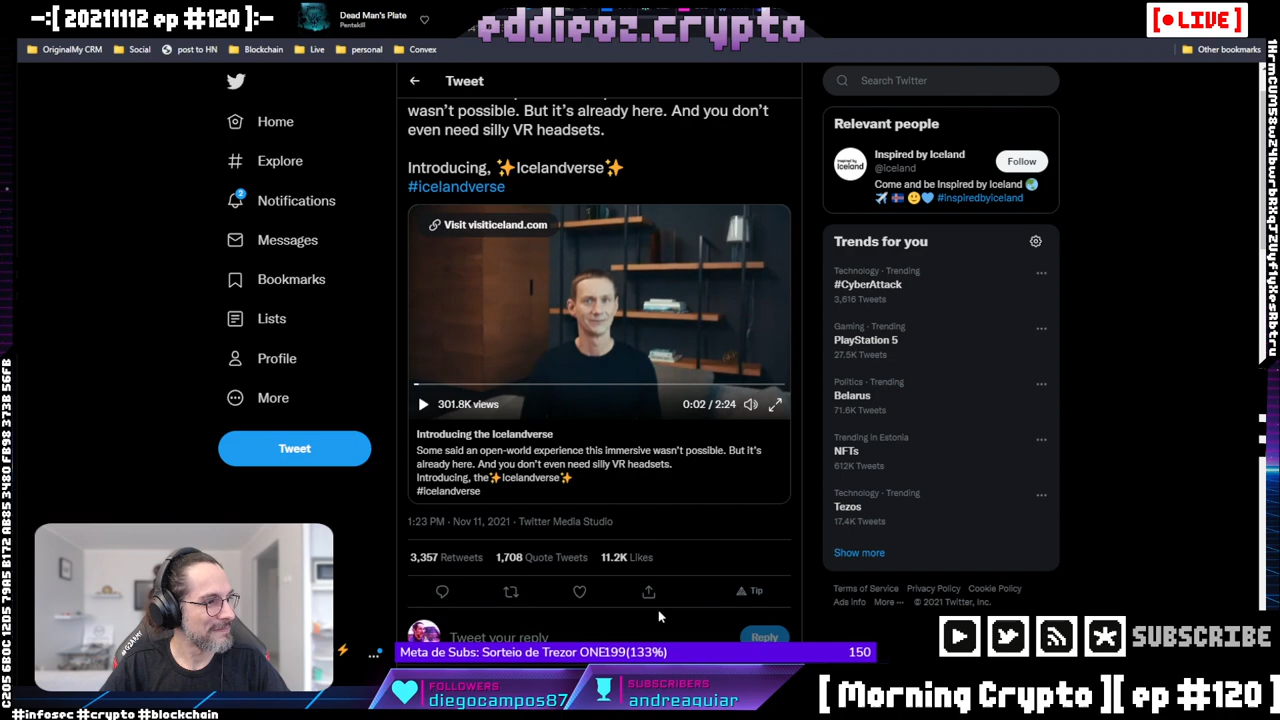 -:[ 20211112 ep #120 ]:-
Dead Man's Plate
Pentakill
eddieoz.crypto
[●LIVE]
OriginalMy CRM
Social
post to HN
Blockchain
Live
personal
Convex
Other bookmarks
Home
Explore
2
Notifications
Messages
Bookmarks
Lists
Profile
More
Tweet
Tweet
wasn't possible. But it's already here. And you don't
even need silly VR headsets.
Introducing, ✨Icelandverse✨
#icelandverse
Visit visiticeland.com
301.8K views
0:02 / 2:24
Introducing the Icelandverse
Some said an open-world experience this immersive wasn't possible. But it's
already here. And you don't even need silly VR headsets.
Introducing, the✨Icelandverse✨
#Icelandverse
1:23 PM · Nov 11, 2021 · Twitter Media Studio
3,357 Retweets 1,708 Quote Tweets 11.2K Likes
Tip
Tweet your reply
Reply
Search Twitter
Relevant people
Inspired by Iceland
@iceland
Follow
Come and be Inspired by Iceland 🌏
✈️ 🇮🇸 🙂💙 #inspiredbyiceland
Trends for you
Technology · Trending
#CyberAttack
3,616 Tweets
Gaming · Trending
PlayStation 5
27.5K Tweets
Politics · Trending
Belarus
71.6K Tweets
Trending in Estonia
NFTs
612K Tweets
Technology · Trending
Tezos
17.4K Tweets
Show more
Terms of Service Privacy Policy Cookie Policy
Ads info More ··· © 2021 Twitter, Inc.
Meta de Subs: Sorteio de Trezor ONE199(133%)
150
FOLLOWERS
diegocampos87
SUBSCRIBERS
andreaquiar
SUBSCRIBE
[ Morning Crypto ][ ep #120 ]
#infosec #crypto #blockchain